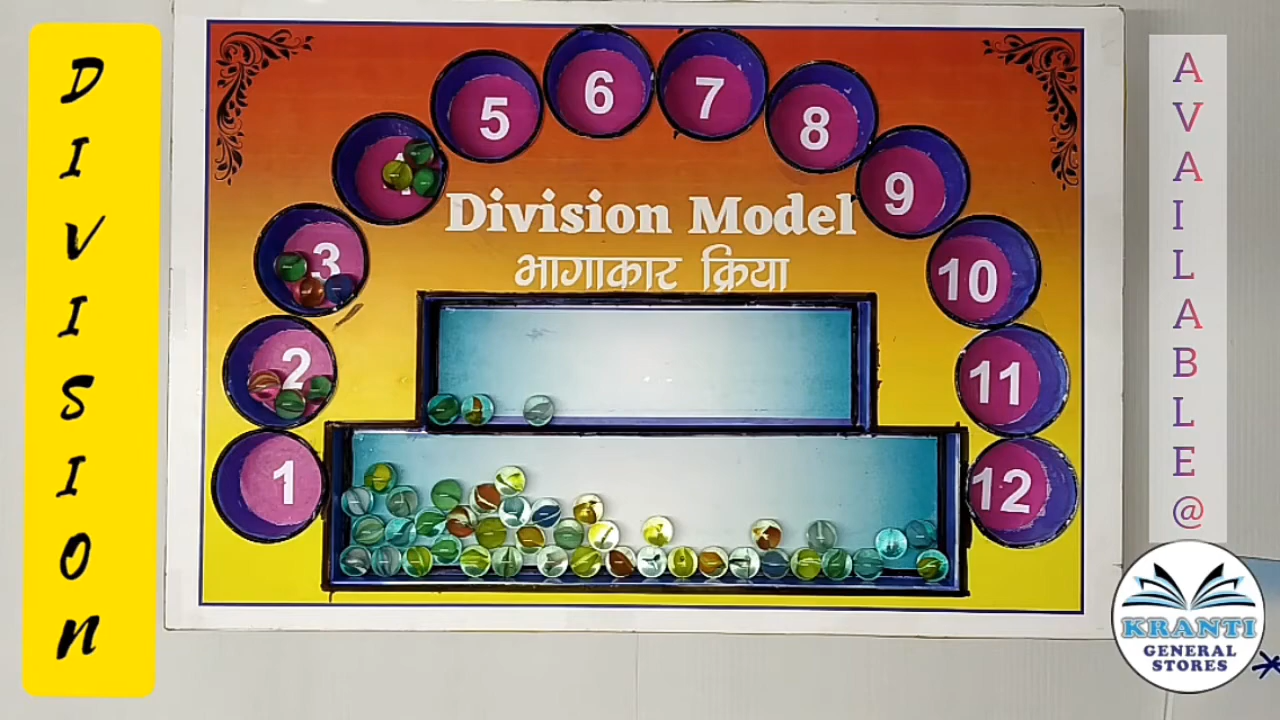 DIVISION
5
6
7
8
9
3
10
2
11
1
12
Division Model
भागाकार क्रिया
AVAILABLE@
KRANTI
GENERAL
STORES